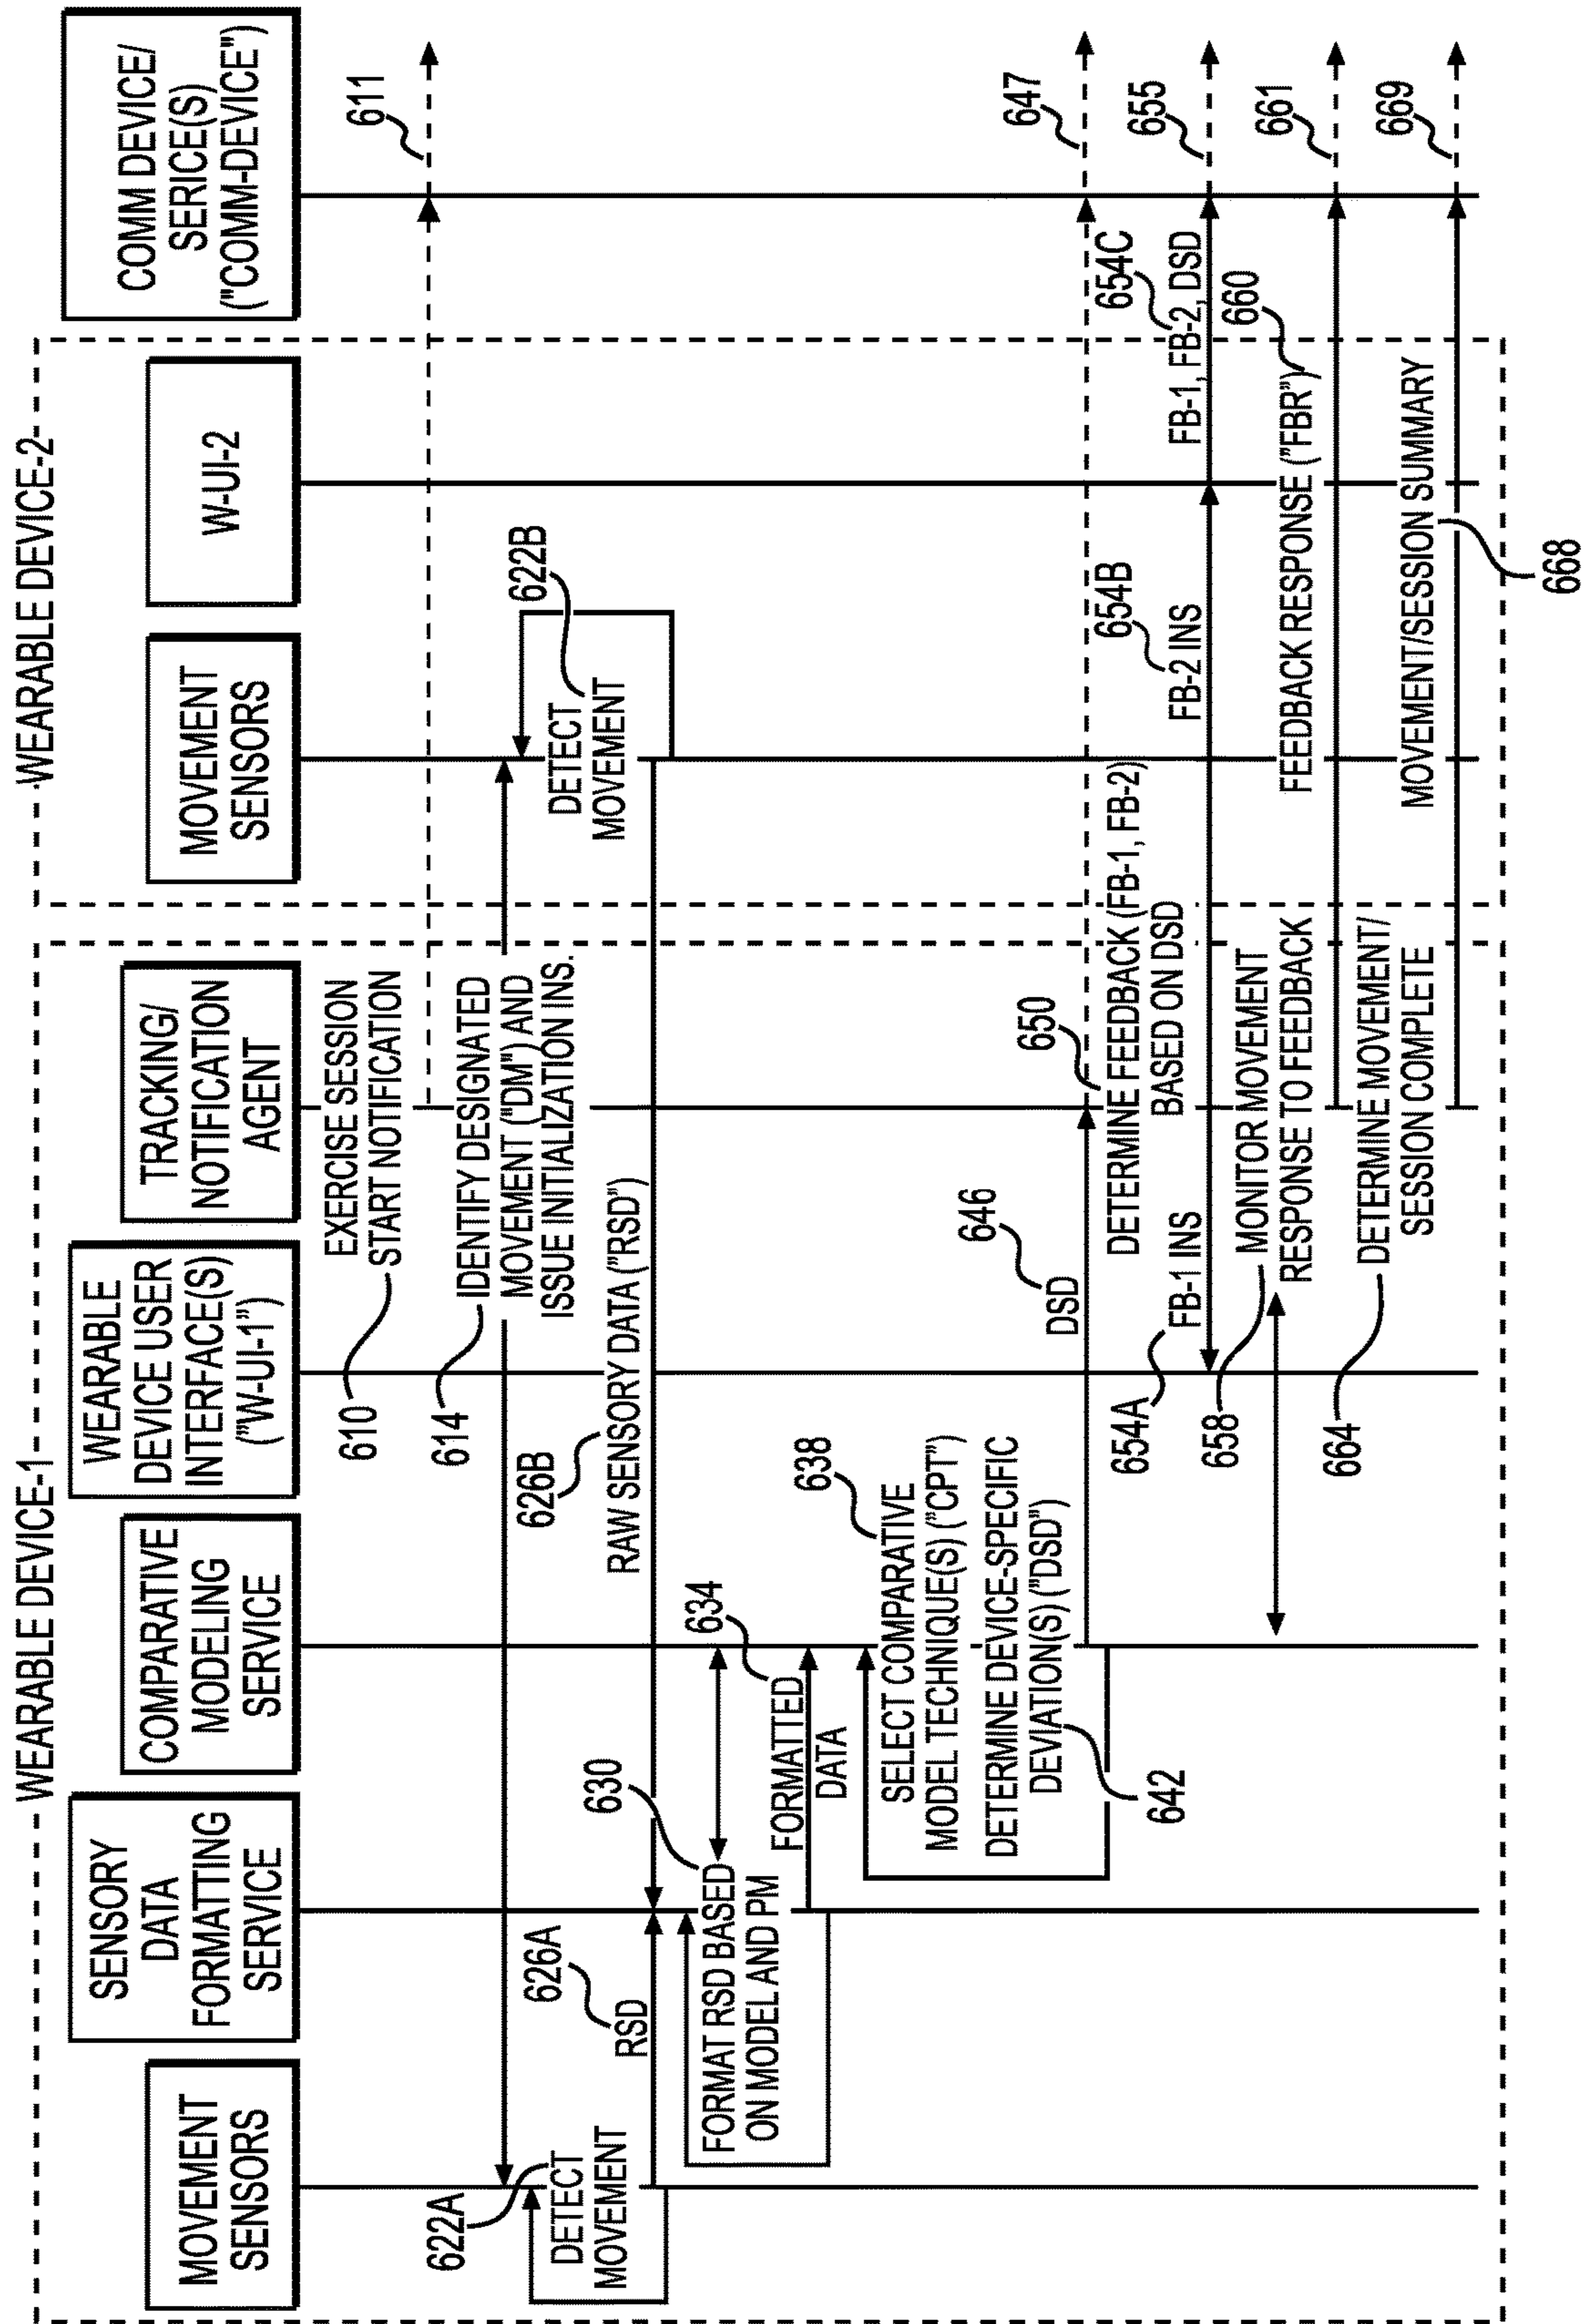 WEARABLE DEVICE-1
WEARABLE DEVICE-2
MOVEMENT
SENSORS
SENSORY
DATA
FORMATTING
SERVICE
COMPARATIVE
MODELING
SERVICE
WEARABLE
DEVICE USER
INTERFACE(S)
("W-UI-1")
TRACKING/
NOTIFICATION
AGENT
MOVEMENT
SENSORS
W-UI-2
COMM DEVICE/
SERICE(S)
("COMM-DEVICE")
610
EXERCISE SESSION
START NOTIFICATION
611
614
IDENTIFY DESIGNATED
MOVEMENT ("DM") AND
ISSUE INITIALIZATION INS.
622A
DETECT
MOVEMENT
622B
DETECT
MOVEMENT
626A
RSD
626B
RAW SENSORY DATA ("RSD")
630
FORMAT RSD BASED
ON MODEL AND PM
634
FORMATTED
DATA
638
SELECT COMPARATIVE
MODEL TECHNIQUE(S) ("CPT")
DETERMINE DEVICE-SPECIFIC
DEVIATION(S) ("DSD")
642
646
DSD
647
650
DETERMINE FEEDBACK (FB-1, FB-2)
BASED ON DSD
654A
FB-1 INS
654B
FB-2 INS
654C
FB-1, FB-2, DSD
655
658
MONITOR MOVEMENT
RESPONSE TO FEEDBACK
660
FEEDBACK RESPONSE ("FBR")
661
664
DETERMINE MOVEMENT/
SESSION COMPLETE
MOVEMENT/SESSION SUMMARY
668
669